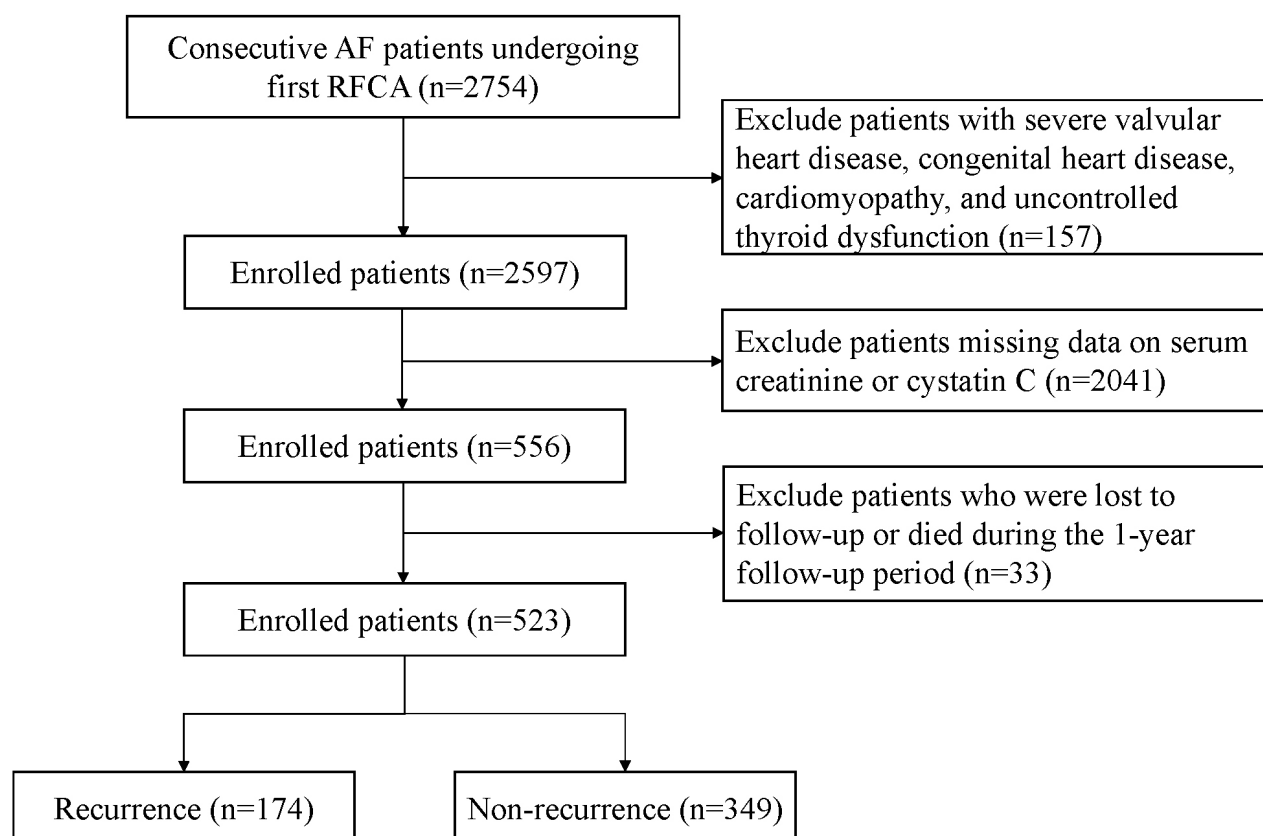 Consecutive AF patients undergoing
first RFCA (n=2754)
Exclude patients with severe valvular
heart disease, congenital heart disease,
cardiomyopathy, and uncontrolled
thyroid dysfunction (n=157)
Enrolled patients (n=2597)
Exclude patients missing data on serum
creatinine or cystatin C (n=2041)
Enrolled patients (n=556)
Exclude patients who were lost to
follow-up or died during the 1-year
follow-up period (n=33)
Enrolled patients (n=523)
Recurrence (n=174)
Non-recurrence (n=349)